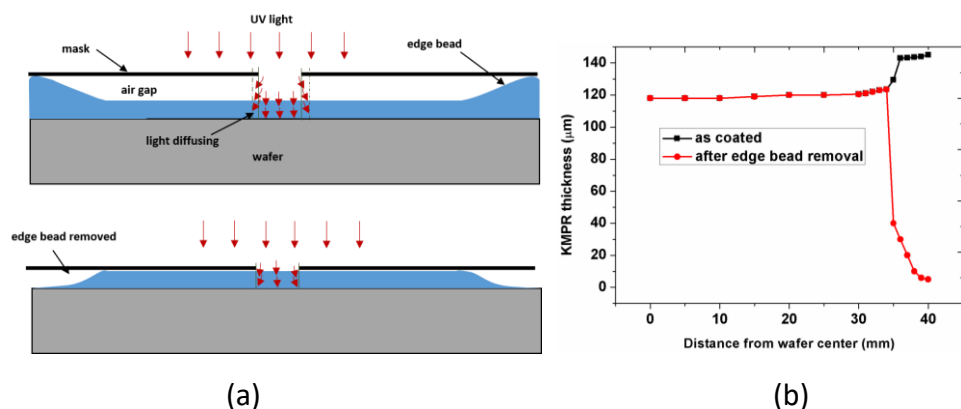 UV light
mask
edge bead
air gap
light diffusing
wafer
edge bead removed
(a)
KMPR thickness (μm)
140
120
100
80
60
40
20
0
as coated
after edge bead removal
0
10
20
30
40
Distance from wafer center (mm)
(b)